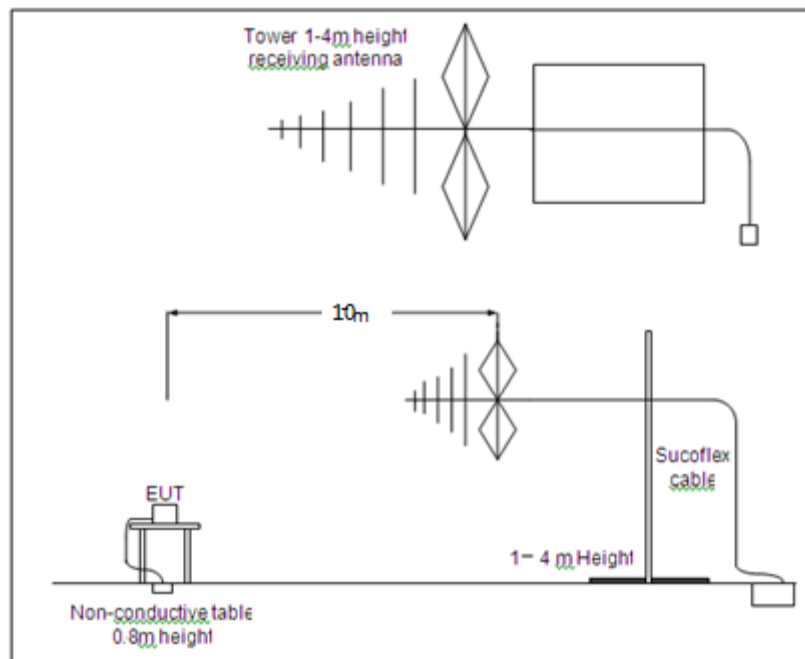 Tower 1-4m height
receiving antenna
10m
EUT
Sucoflex
cable
1- 4 m Height
Non-conductive table
0.8m height